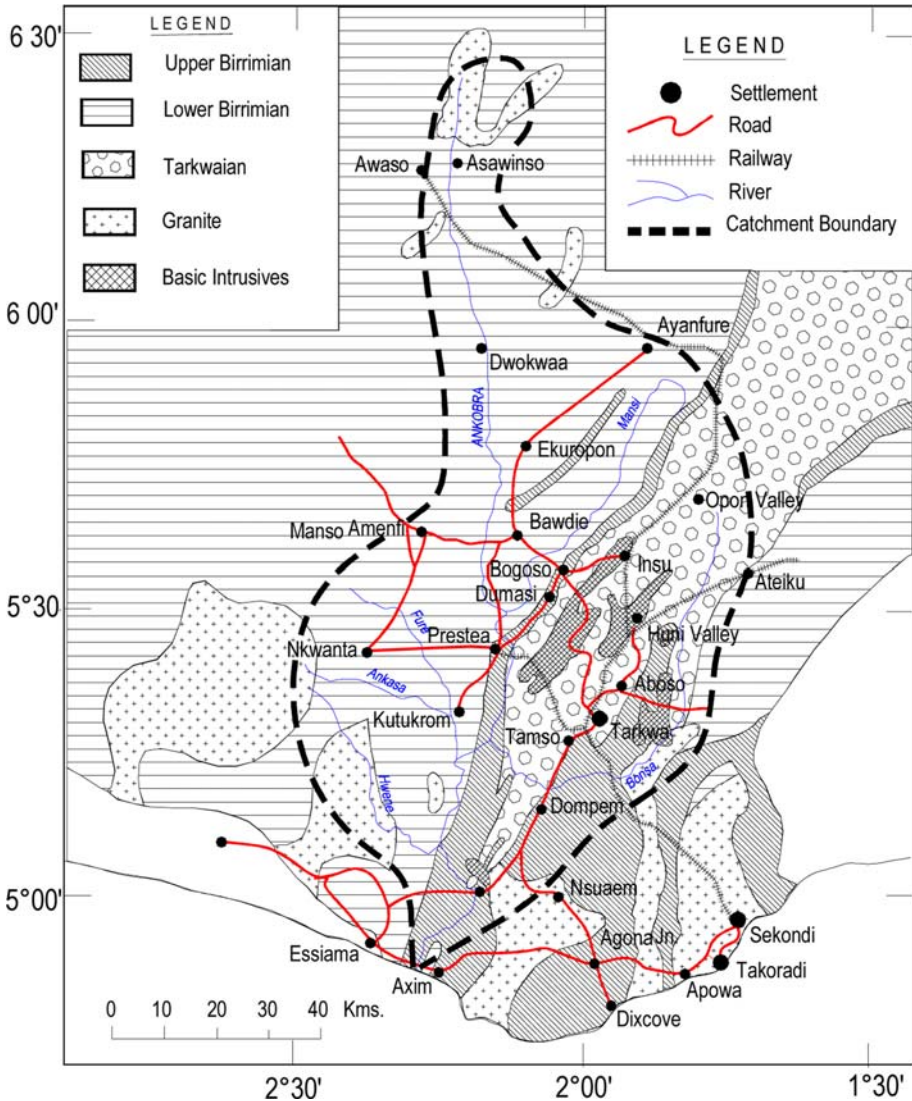 6 30'
LEGEND
Upper Birrimian
Lower Birrimian
Tarkwaian
Granite
Basic Intrusives
LEGEND
Settlement
Road
Railway
River
Catchment Boundary
Awaso
Asawinso
6 00'
Ayanfure
Dwokwaa
ANKOBRA
Mansi
Ekuropon
Opon Valley
Manso Amenfi
Bawdie
Bogoso
Insu
Ateiku
Dumasi
5°30'
Fure
Prestea
Huni Valley
Nkwanta
Ankasa
Aboso
Kutukrom
Tarkwa
Tamso
Bonsa
Hwene
Dompem
5°00'
Nsuaem
Sekondi
Agona Jn.
Essiama
Takoradi
Axim
Apowa
Dixcove
0 10 20 30 40 Kms.
2°30'
2°00'
1°30'